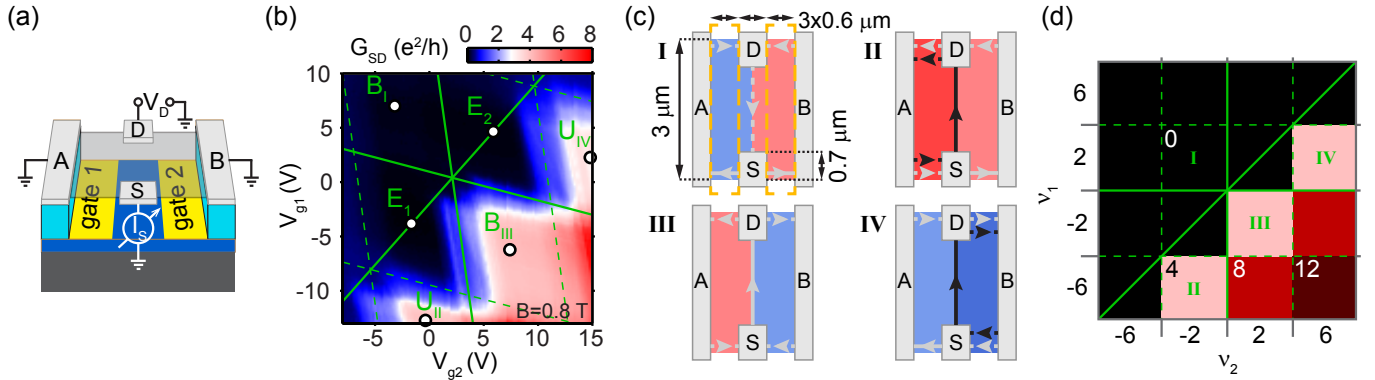 (a)
V_D
D
A
B
gate 1
gate 2
S
I_S
(b)
G_SD (e²/h)
0 2 4 6 8
V_g1 (V)
10
5
0
-5
-10
B_I
E_2
U_IV
E_1
B_III
U_II
B=0.8 T
-5 0 5 10 15
V_g2 (V)
(c)
3x0.6 μm
I
A
D
S
B
3 μm
0.7 μm
II
A
D
S
B
III
A
D
S
B
IV
A
D
S
B
(d)
ν_1
6
2
-2
-6
0
I
IV
III
4
8
12
II
-6 -2 2 6
ν_2